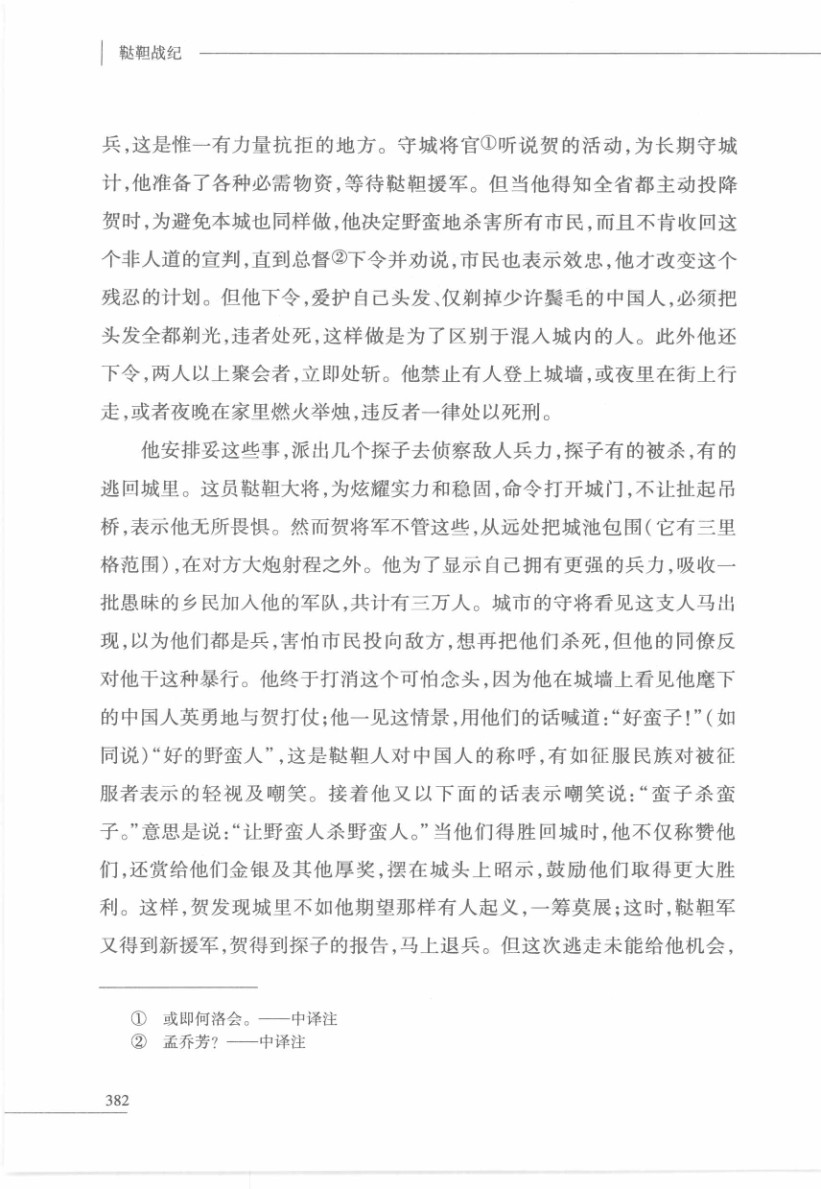 鞑靼战纪
兵,这是惟一有力量抗拒的地方。守城将官①听说贺的活动,为长期守城
计,他准备了各种必需物资,等待鞑靼援军。但当他得知全省都主动投降
贺时,为避免本城也同样做,他决定野蛮地杀害所有市民,而且不肯收回这
个非人道的宣判,直到总督②下令并劝说,市民也表示效忠,他才改变这个
残忍的计划。但他下令,爱护自己头发、仅剃掉少许鬓毛的中国人,必须把
头发全都剃光,违者处死,这样做是为了区别于混入城内的人。此外他还
下令,两人以上聚会者,立即处斩。他禁止有人登上城墙,或夜里在街上行
走,或者夜晚在家里燃火举烛,违反者一律处以死刑。
他安排妥这些事,派出几个探子去侦察敌人兵力,探子有的被杀,有的
逃回城里。这员鞑靼大将,为炫耀实力和稳固,命令打开城门,不让扯起吊
桥,表示他无所畏惧。然而贺将军不管这些,从远处把城池包围(它有三里
格范围),在对方大炮射程之外。他为了显示自己拥有更强的兵力,吸收一
批愚昧的乡民加入他的军队,共计有三万人。城市的守将看见这支人马出
现,以为他们都是兵,害怕市民投向敌方,想再把他们杀死,但他的同僚反
对他干这种暴行。他终于打消这个可怕念头,因为他在城墙上看见他麾下
的中国人英勇地与贺打仗;他一见这情景,用他们的话喊道:“好蛮子!”(如
同说)“好的野蛮人”,这是鞑靼人对中国人的称呼,有如征服民族对被征
服者表示的轻视及嘲笑。接着他又以下面的话表示嘲笑说:“蛮子杀蛮
子。”意思是说:“让野蛮人杀野蛮人。”当他们得胜回城时,他不仅称赞他
们,还赏给他们金银及其他厚奖,摆在城头上昭示,鼓励他们取得更大胜
利。这样,贺发现城里不如他期望那样有人起义,一筹莫展;这时,鞑靼军
又得到新援军,贺得到探子的报告,马上退兵。但这次逃走未能给他机会,
① 或即何洛会。——中译注
② 孟乔芳?——中译注
382